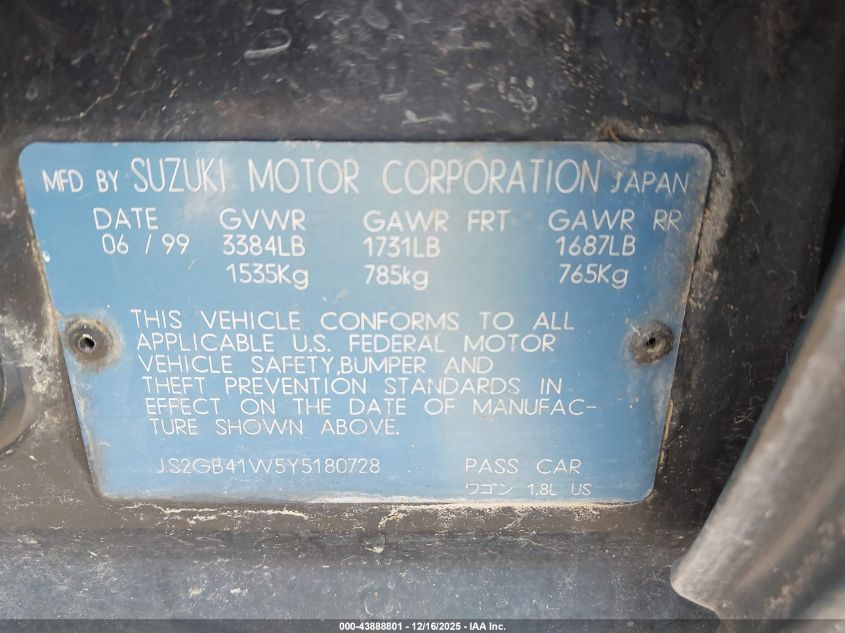 MFD BY SUZUKI MOTOR CORPORATION JAPAN
DATE GVWR GAWR FRT GAWR RR
06 / 99 3384LB 1731LB 1687LB
1535Kg 785kg 765Kg
THIS VEHICLE CONFORMS TO ALL
APPLICABLE U.S. FEDERAL MOTOR
VEHICLE SAFETY,BUMPER AND
THEFT PREVENTION STANDARDS IN
EFFECT ON THE DATE OF MANUFAC-
TURE SHOWN ABOVE.
JS2GB41W5Y5180728 PASS CAR
ワゴン 1.8L US
000-43888801 - 12/16/2025 - IAA Inc.